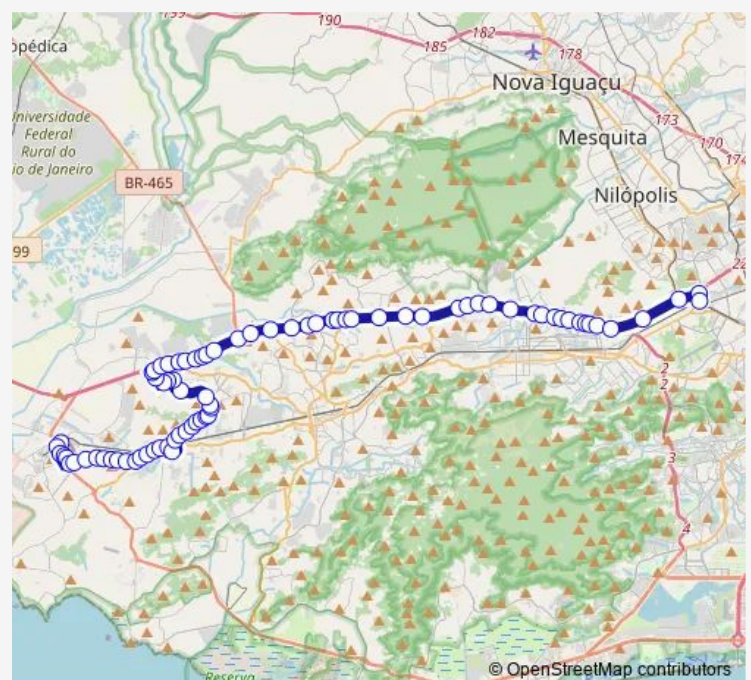 199
190
182
185
178
opédica
Nova Iguaçu
niversidade
Federal
Rural do
io de Janeiro
173
Mesquita
170
174
BR-465
Nilópolis
99
22
2
2
3
4
Reserva
© OpenStreetMap contributors